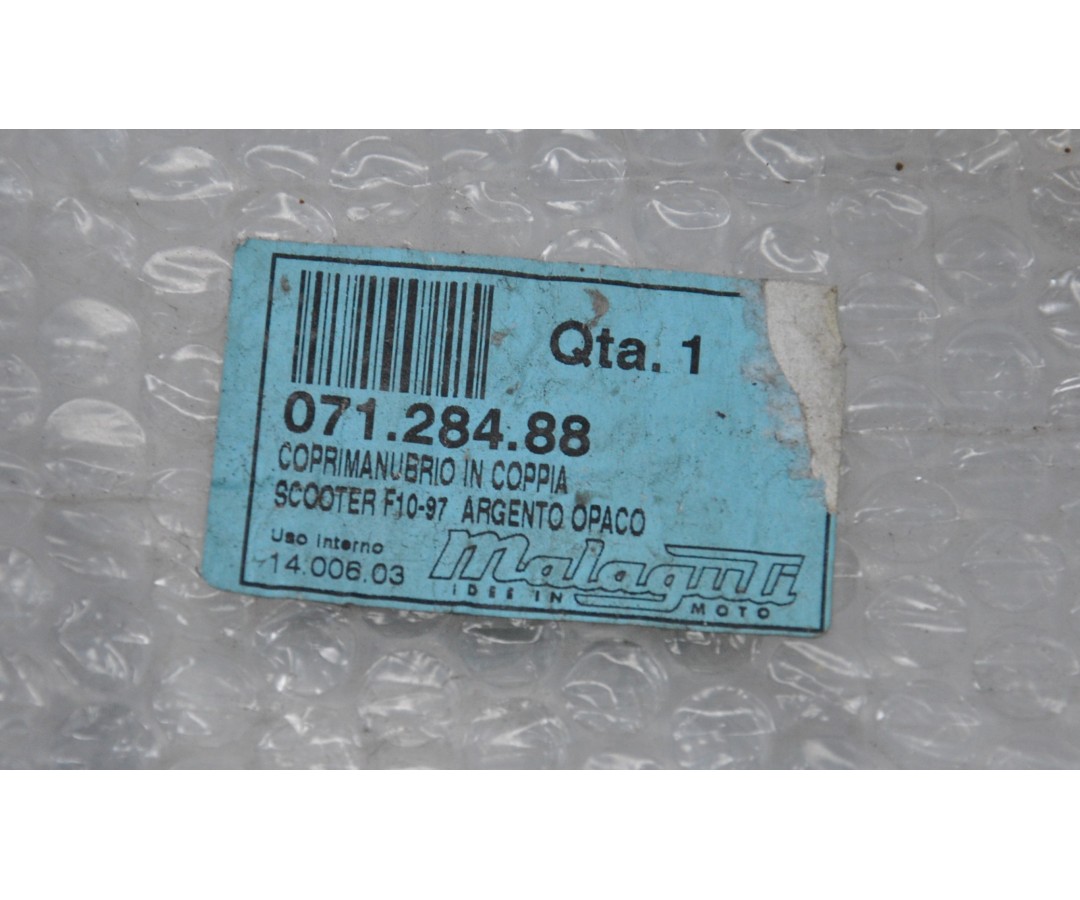 Qta. 1
071.284.88
COPRIMANUBRIO IN COPPIA
SCOOTER F10-97 ARGENTO OPACO
Uso Interno
14.006.03
Malaguti
IDEE IN MOTO